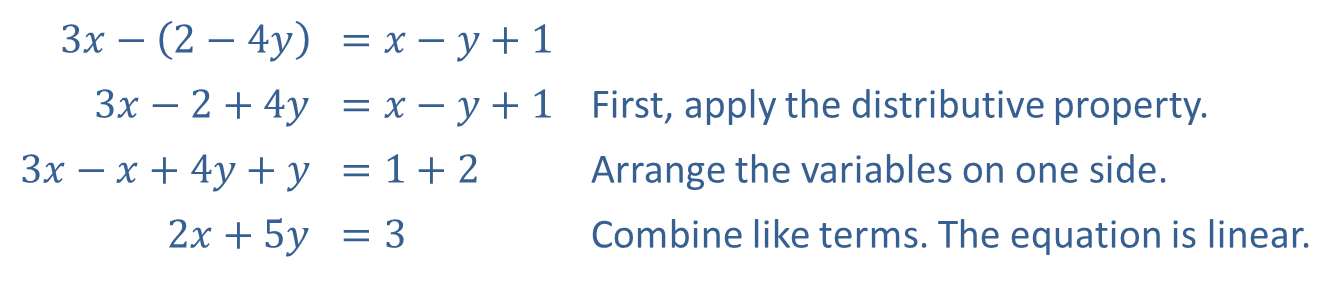 3x − (2 − 4y) = x − y + 1
3x − 2 + 4y = x − y + 1 First, apply the distributive property.
3x − x + 4y + y = 1 + 2 Arrange the variables on one side.
2x + 5y = 3 Combine like terms. The equation is linear.